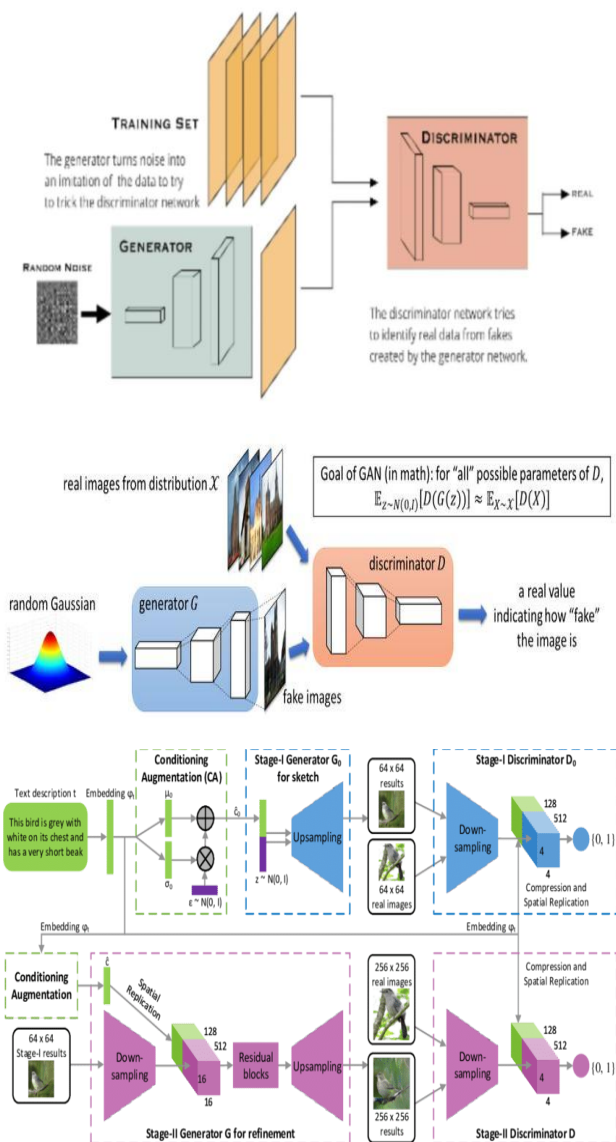 TRAINING SET
The generator turns noise into
an imitation of the data to try
to trick the discriminator network
DISCRIMINATOR
REAL
FAKE
GENERATOR
RANDOM NOISE
The discriminator network tries
to identify real data from fakes
created by the generator network.
real images from distribution 𝒳
Goal of GAN (in math): for "all" possible parameters of D,
𝔼z~N(0,I)[D(G(z))] ≈ 𝔼X~𝒳[D(X)]
discriminator D
random Gaussian
generator G
a real value
indicating how "fake"
the image is
fake images
Text description t
This bird is grey with
white on its chest and
has a very short beak
Embedding φt
Conditioning
Augmentation (CA)
μ0
σ0
ε ~ N(0, I)
ĉ0
Stage-I Generator G0
for sketch
z ~ N(0, I)
Upsampling
64 x 64
results
64 x 64
real images
Stage-I Discriminator D0
Down-
sampling
128
512
4
4
{0, 1}
Compression and
Spatial Replication
Embedding φt
Embedding φt
Conditioning
Augmentation
ĉ
Spatial
Replication
64 x 64
Stage-I results
Down-
sampling
128
512
16
16
Residual
blocks
Upsampling
Stage-II Generator G for refinement
256 x 256
real images
256 x 256
results
Compression and
Spatial Replication
Down-
sampling
128
512
4
4
{0, 1}
Stage-II Discriminator D